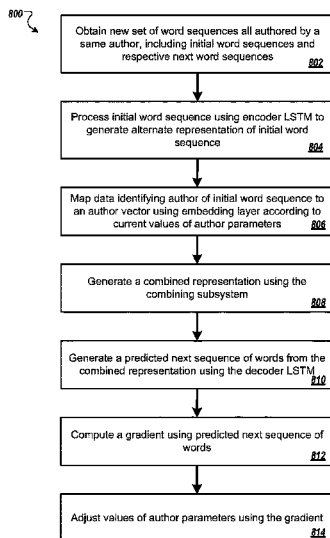 800
Obtain new set of word sequences all authored by a
same author, including initial word sequences and
respective next word sequences
802
Process initial word sequence using encoder LSTM to
generate alternate representation of initial word
sequence
804
Map data identifying author of initial word sequence to
an author vector using embedding layer according to
current values of author parameters
806
Generate a combined representation using the
combining subsystem
808
Generate a predicted next sequence of words from the
combined representation using the decoder LSTM
810
Compute a gradient using predicted next sequence of
words
812
Adjust values of author parameters using the gradient
814